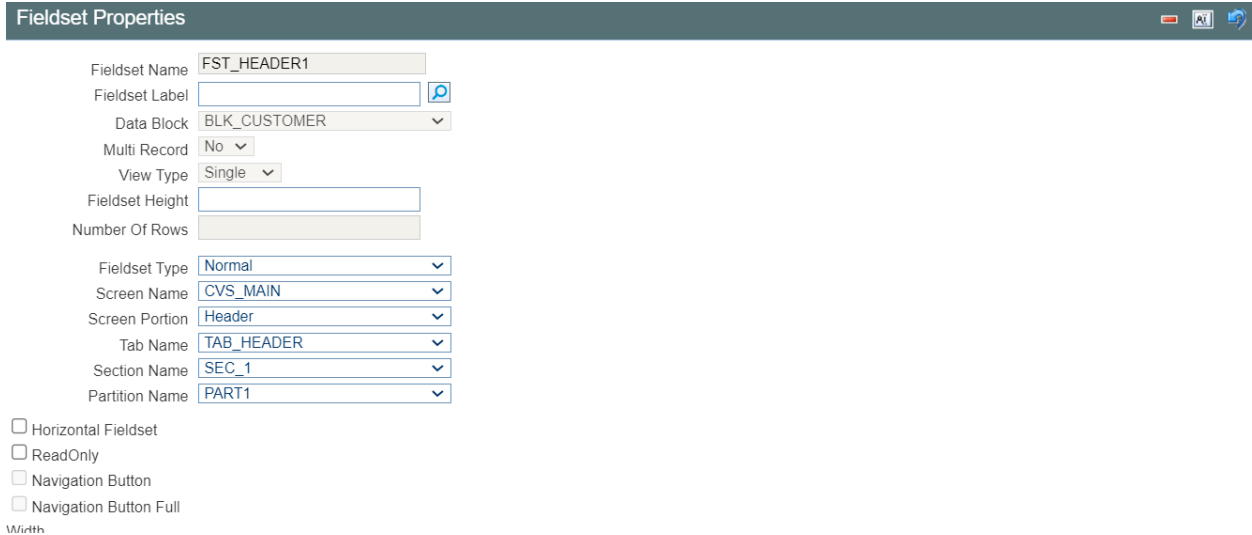 Fieldset Properties
Fieldset Name FST_HEADER1
Fieldset Label
Data Block BLK_CUSTOMER
Multi Record No
View Type Single
Fieldset Height
Number Of Rows
Fieldset Type Normal
Screen Name CVS_MAIN
Screen Portion Header
Tab Name TAB_HEADER
Section Name SEC_1
Partition Name PART1
Horizontal Fieldset
ReadOnly
Navigation Button
Navigation Button Full
Width